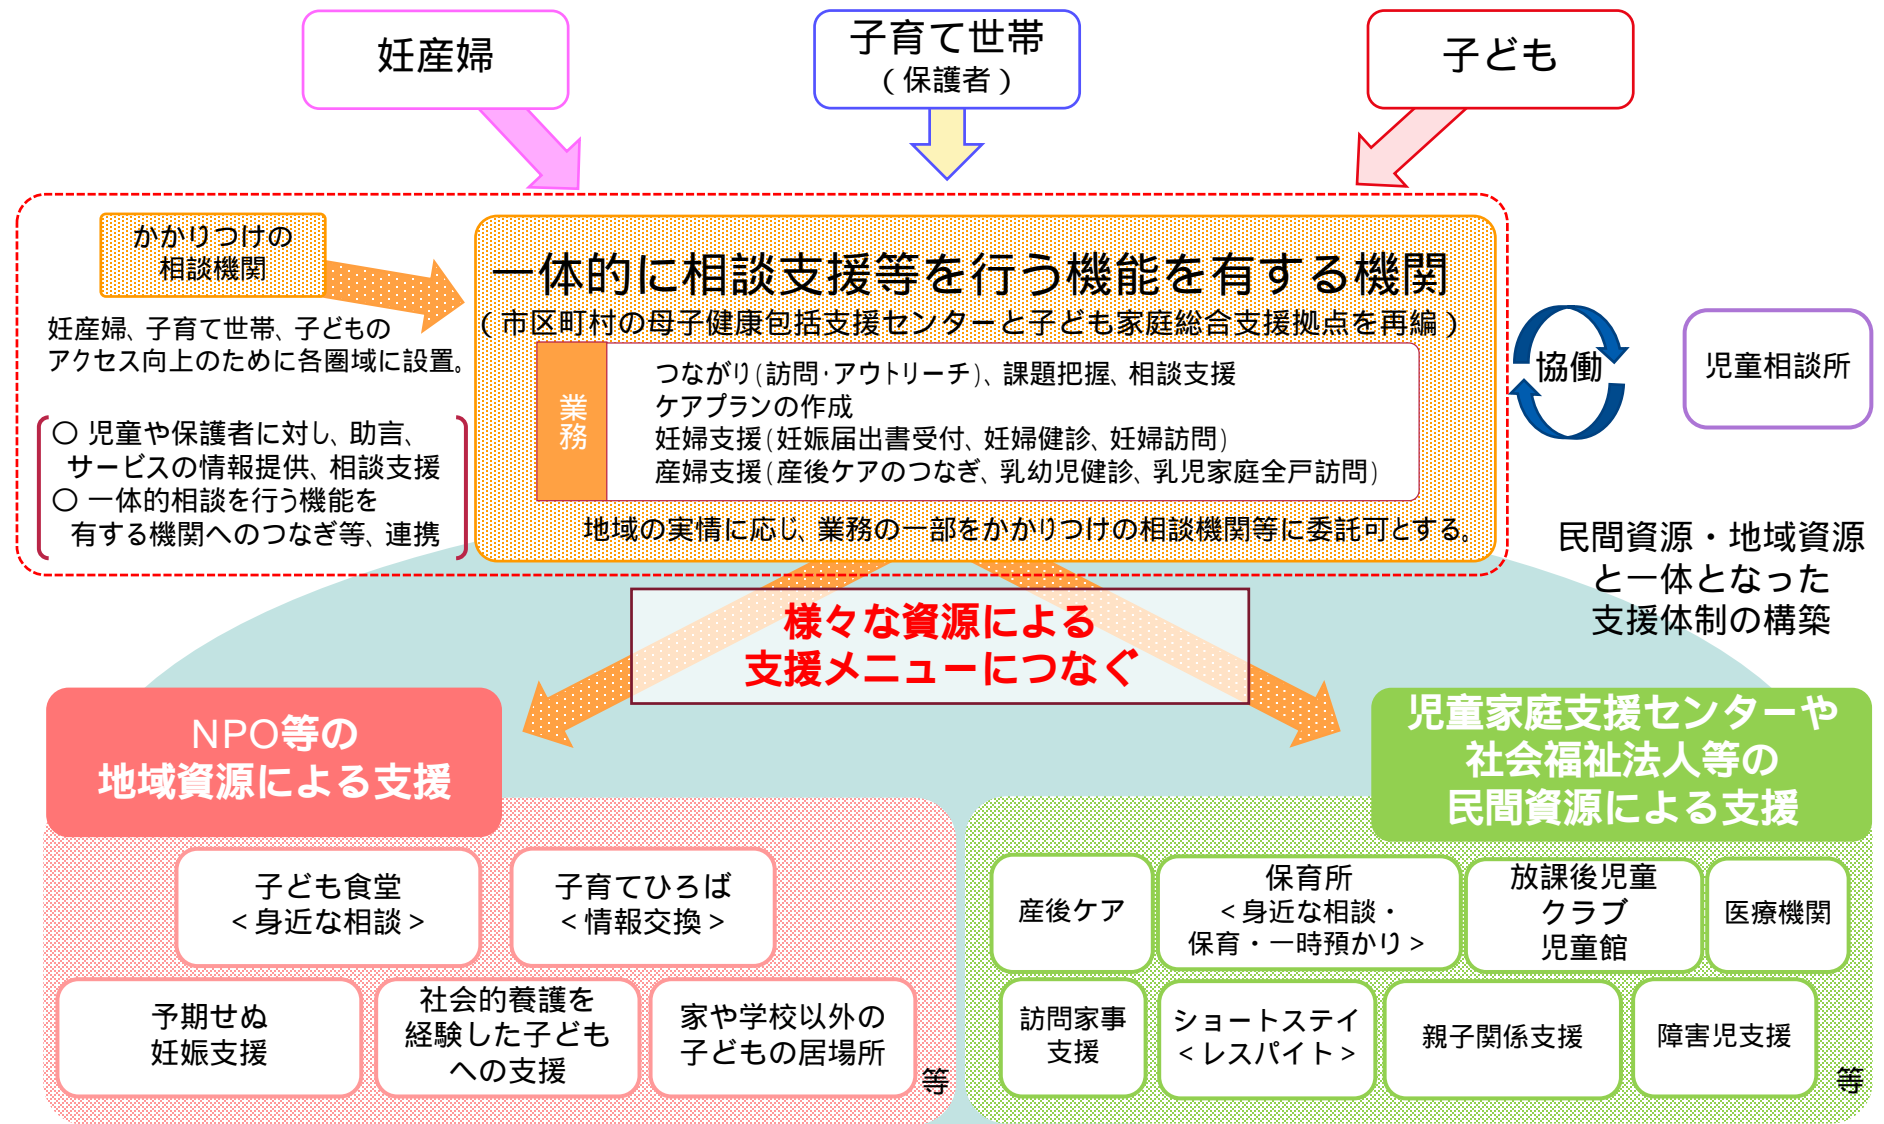 妊産婦
子育て世帯
(保護者)
子ども
かかりつけの
相談機関
妊産婦、子育て世帯、子どもの
アクセス向上のために各圏域に設置。
○ 児童や保護者に対し、助言、
サービスの情報提供、相談支援
○ 一体的相談を行う機能を
有する機関へのつなぎ等、連携
一体的に相談支援等を行う機能を有する機関
(市区町村の母子健康包括支援センターと子ども家庭総合支援拠点を再編)
業務
つながり(訪問・アウトリーチ)、課題把握、相談支援
ケアプランの作成
妊婦支援(妊娠届出書受付、妊婦健診、妊婦訪問)
産婦支援(産後ケアのつなぎ、乳幼児健診、乳児家庭全戸訪問)
地域の実情に応じ、業務の一部をかかりつけの相談機関等に委託可とする。
協働
児童相談所
民間資源・地域資源
と一体となった
支援体制の構築
様々な資源による
支援メニューにつなぐ
NPO等の
地域資源による支援
子ども食堂
<身近な相談>
子育てひろば
<情報交換>
予期せぬ
妊娠支援
社会的養護を
経験した子ども
への支援
家や学校以外の
子どもの居場所
等
児童家庭支援センターや
社会福祉法人等の
民間資源による支援
産後ケア
保育所
<身近な相談・
保育・一時預かり>
放課後児童
クラブ
児童館
医療機関
訪問家事
支援
ショートステイ
<レスパイト>
親子関係支援
障害児支援
等